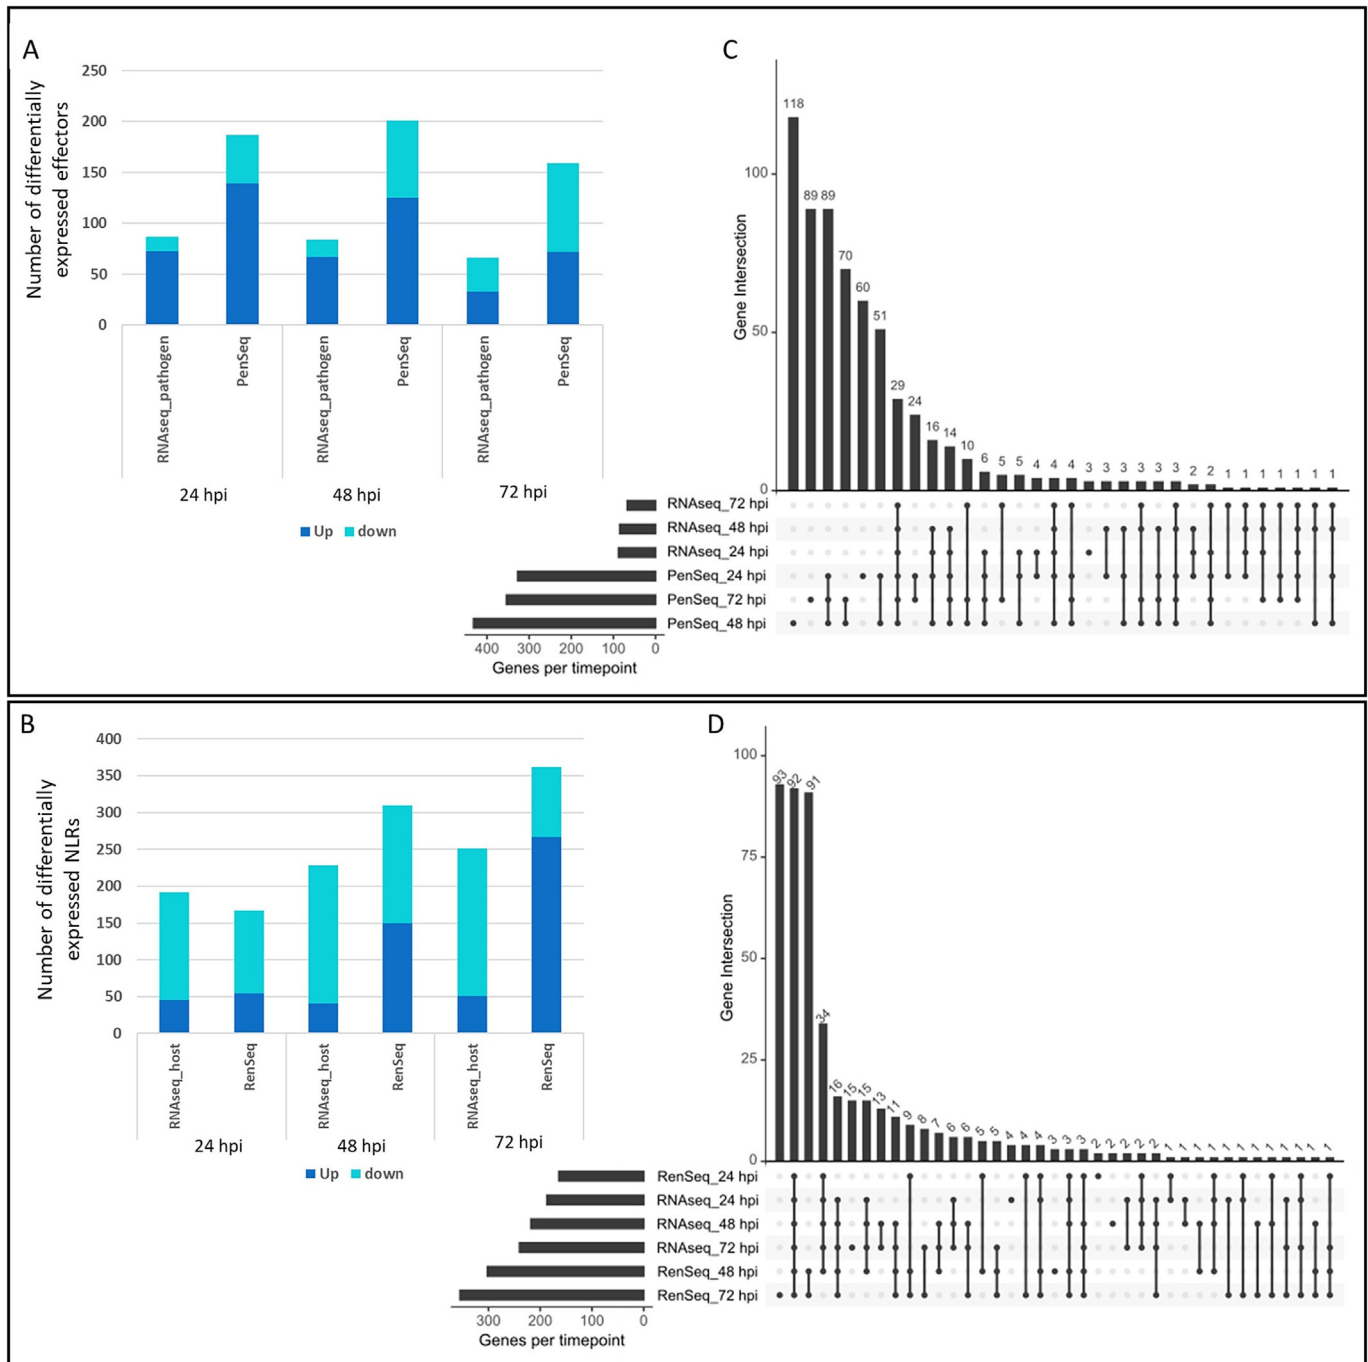 A
Number of differentially
expressed effectors
250
200
150
100
50
0
RNAseq_pathogen
PenSeq
RNAseq_pathogen
PenSeq
RNAseq_pathogen
PenSeq
24 hpi
48 hpi
72 hpi
Up down
C
Gene Intersection
100
50
0
118 89 89 70 60 51 29 24 16 14 10 6 5 5 4 4 4 3 3 3 3 3 3 2 2 1 1 1 1 1 1 1
RNAseq_72 hpi
RNAseq_48 hpi
RNAseq_24 hpi
PenSeq_24 hpi
PenSeq_72 hpi
PenSeq_48 hpi
400 300 200 100 0
Genes per timepoint
B
Number of differentially
expressed NLRs
400
350
300
250
200
150
100
50
0
RNAseq_host
RenSeq
RNAseq_host
RenSeq
RNAseq_host
RenSeq
24 hpi
48 hpi
72 hpi
Up down
D
Gene Intersection
100
75
50
25
0
93 92 91 34 16 15 15 13 11 9 8 7 6 6 5 5 4 4 4 3 3 3 2 2 2 2 2 1 1 1 1 1 1 1 1 1 1 1 1
RenSeq_24 hpi
RNAseq_24 hpi
RNAseq_48 hpi
RNAseq_72 hpi
RenSeq_48 hpi
RenSeq_72 hpi
300 200 100 0
Genes per timepoint